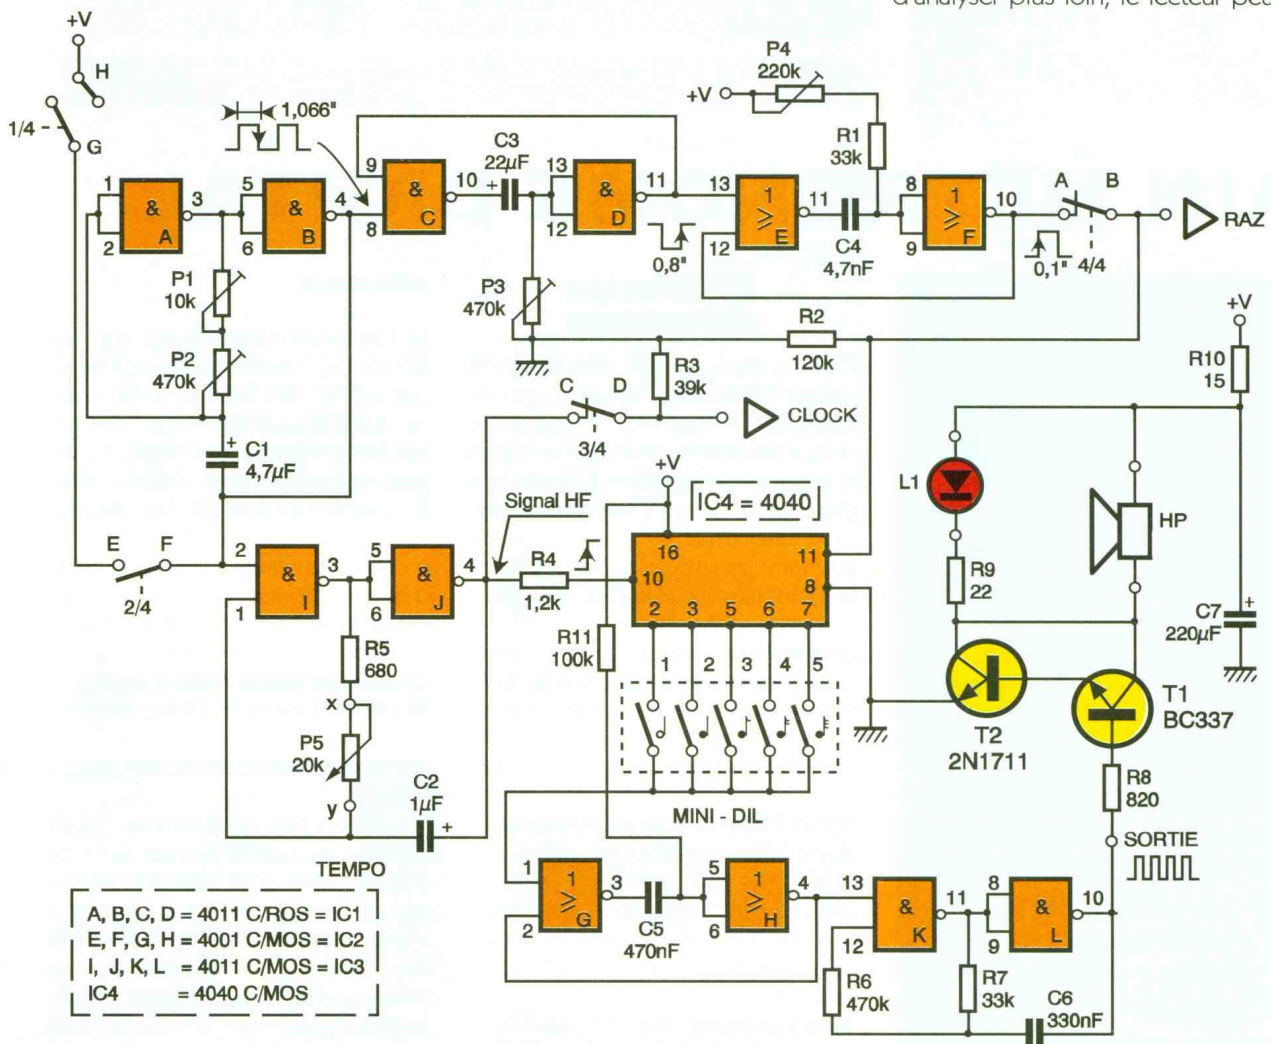 d'analyser plus loin, le lecteur peu
+V
H
1/4
G
1,066"
P4
220k
+V
R1
33k
C3
22µF
+
1
2
&
A
3
5
6
&
B
4
9
8
&
C
10
13
12
&
D
11
0,8"
13
12
1
≥
E
11
C4
4,7nF
8
9
1
≥
F
10
A
B
0,1"
4/4
RAZ
P1
10k
P2
470k
P3
470k
R2
120k
R3
39k
C
D
3/4
CLOCK
+V
R10
15
C1
4,7µF
+
+V
IC4 = 4040
Signal HF
L1
HP
E
F
2/4
2
1
&
I
3
5
6
&
J
4
R4
1,2k
16
10
11
8
2 3 5 6 7
R9
22
C7
220µF
+
R5
680
R11
100k
1 2 3 4 5
x
P5
20k
y
C2
1µF
+
T2
2N1711
T1
BC337
R8
820
MINI - DIL
SORTIE
TEMPO
1
2
1
≥
G
3
C5
470nF
5
6
1
≥
H
4
13
12
&
K
11
8
9
&
L
10
R6
470k
R7
33k
C6
330nF
A, B, C, D = 4011 C/ROS = IC1
E, F, G, H = 4001 C/MOS = IC2
I, J, K, L = 4011 C/MOS = IC3
IC4 = 4040 C/MOS